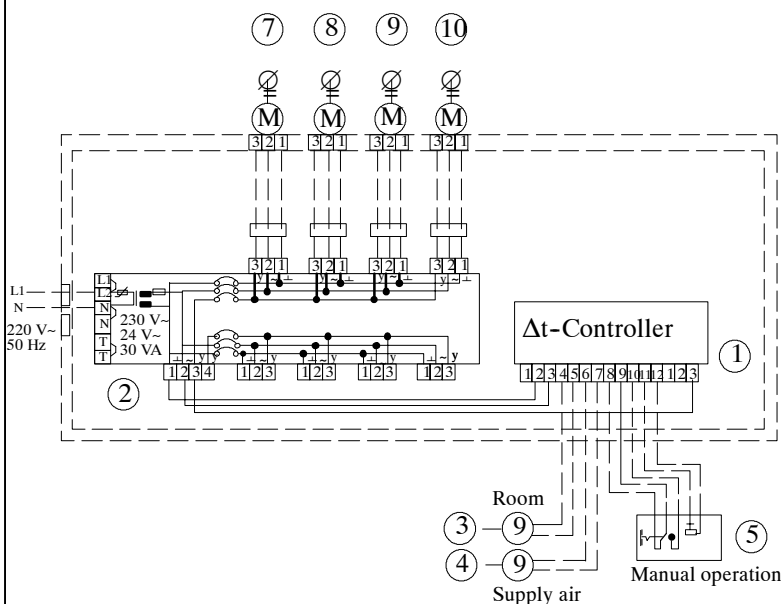 7 8 9 10
M M M M
3 2 1 3 2 1 3 2 1 3 2 1
3 2 1 3 2 1 3 2 1 3 2 1
y ~ ⊥ y ~ ⊥ y ~ ⊥ y ~ ⊥
L1 L1
L2
N N
N
T
T
220 V~
50 Hz
230 V~
24 V~
30 VA
Δt-Controller
1
2
⊥ ~ y y ⊥ ~ y ⊥ ~ y ⊥ ~ y ⊥ ~ y
1 2 3 4 1 2 3 1 2 3 1 2 3 1 2 3
1 2 3 4 5 6 7 8 9 10 11 12 1 2 3
Room
3 9
4 9
Supply air
5
Manual operation